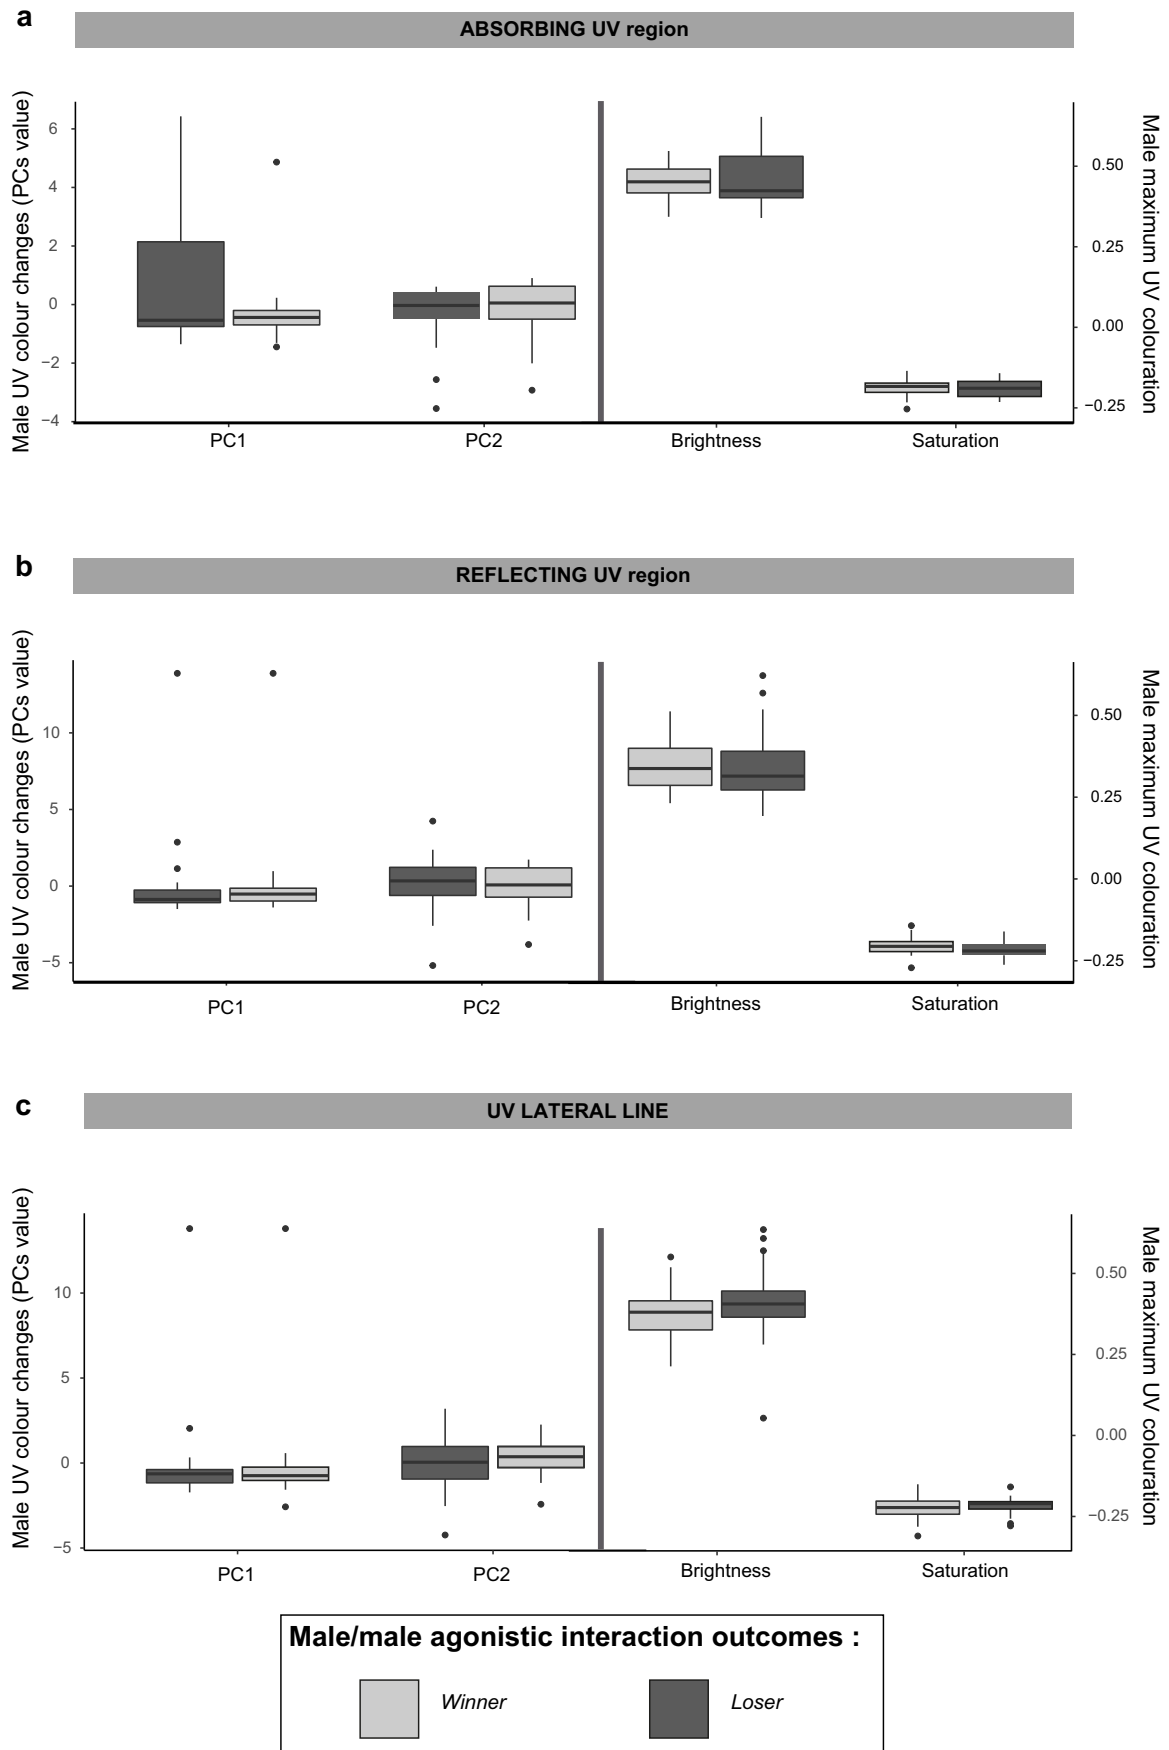 a
ABSORBING UV region
Male UV colour changes (PCs value)
6
4
2
0
−2
−4
PC1
PC2
Brightness
Saturation
0.50
0.25
0.00
−0.25
Male maximum UV colouration
b
REFLECTING UV region
Male UV colour changes (PCs value)
10
5
0
−5
PC1
PC2
Brightness
Saturation
0.50
0.25
0.00
−0.25
Male maximum UV colouration
c
UV LATERAL LINE
Male UV colour changes (PCs value)
10
5
0
−5
PC1
PC2
Brightness
Saturation
0.50
0.25
0.00
−0.25
Male maximum UV colouration
Male/male agonistic interaction outcomes :
Winner
Loser